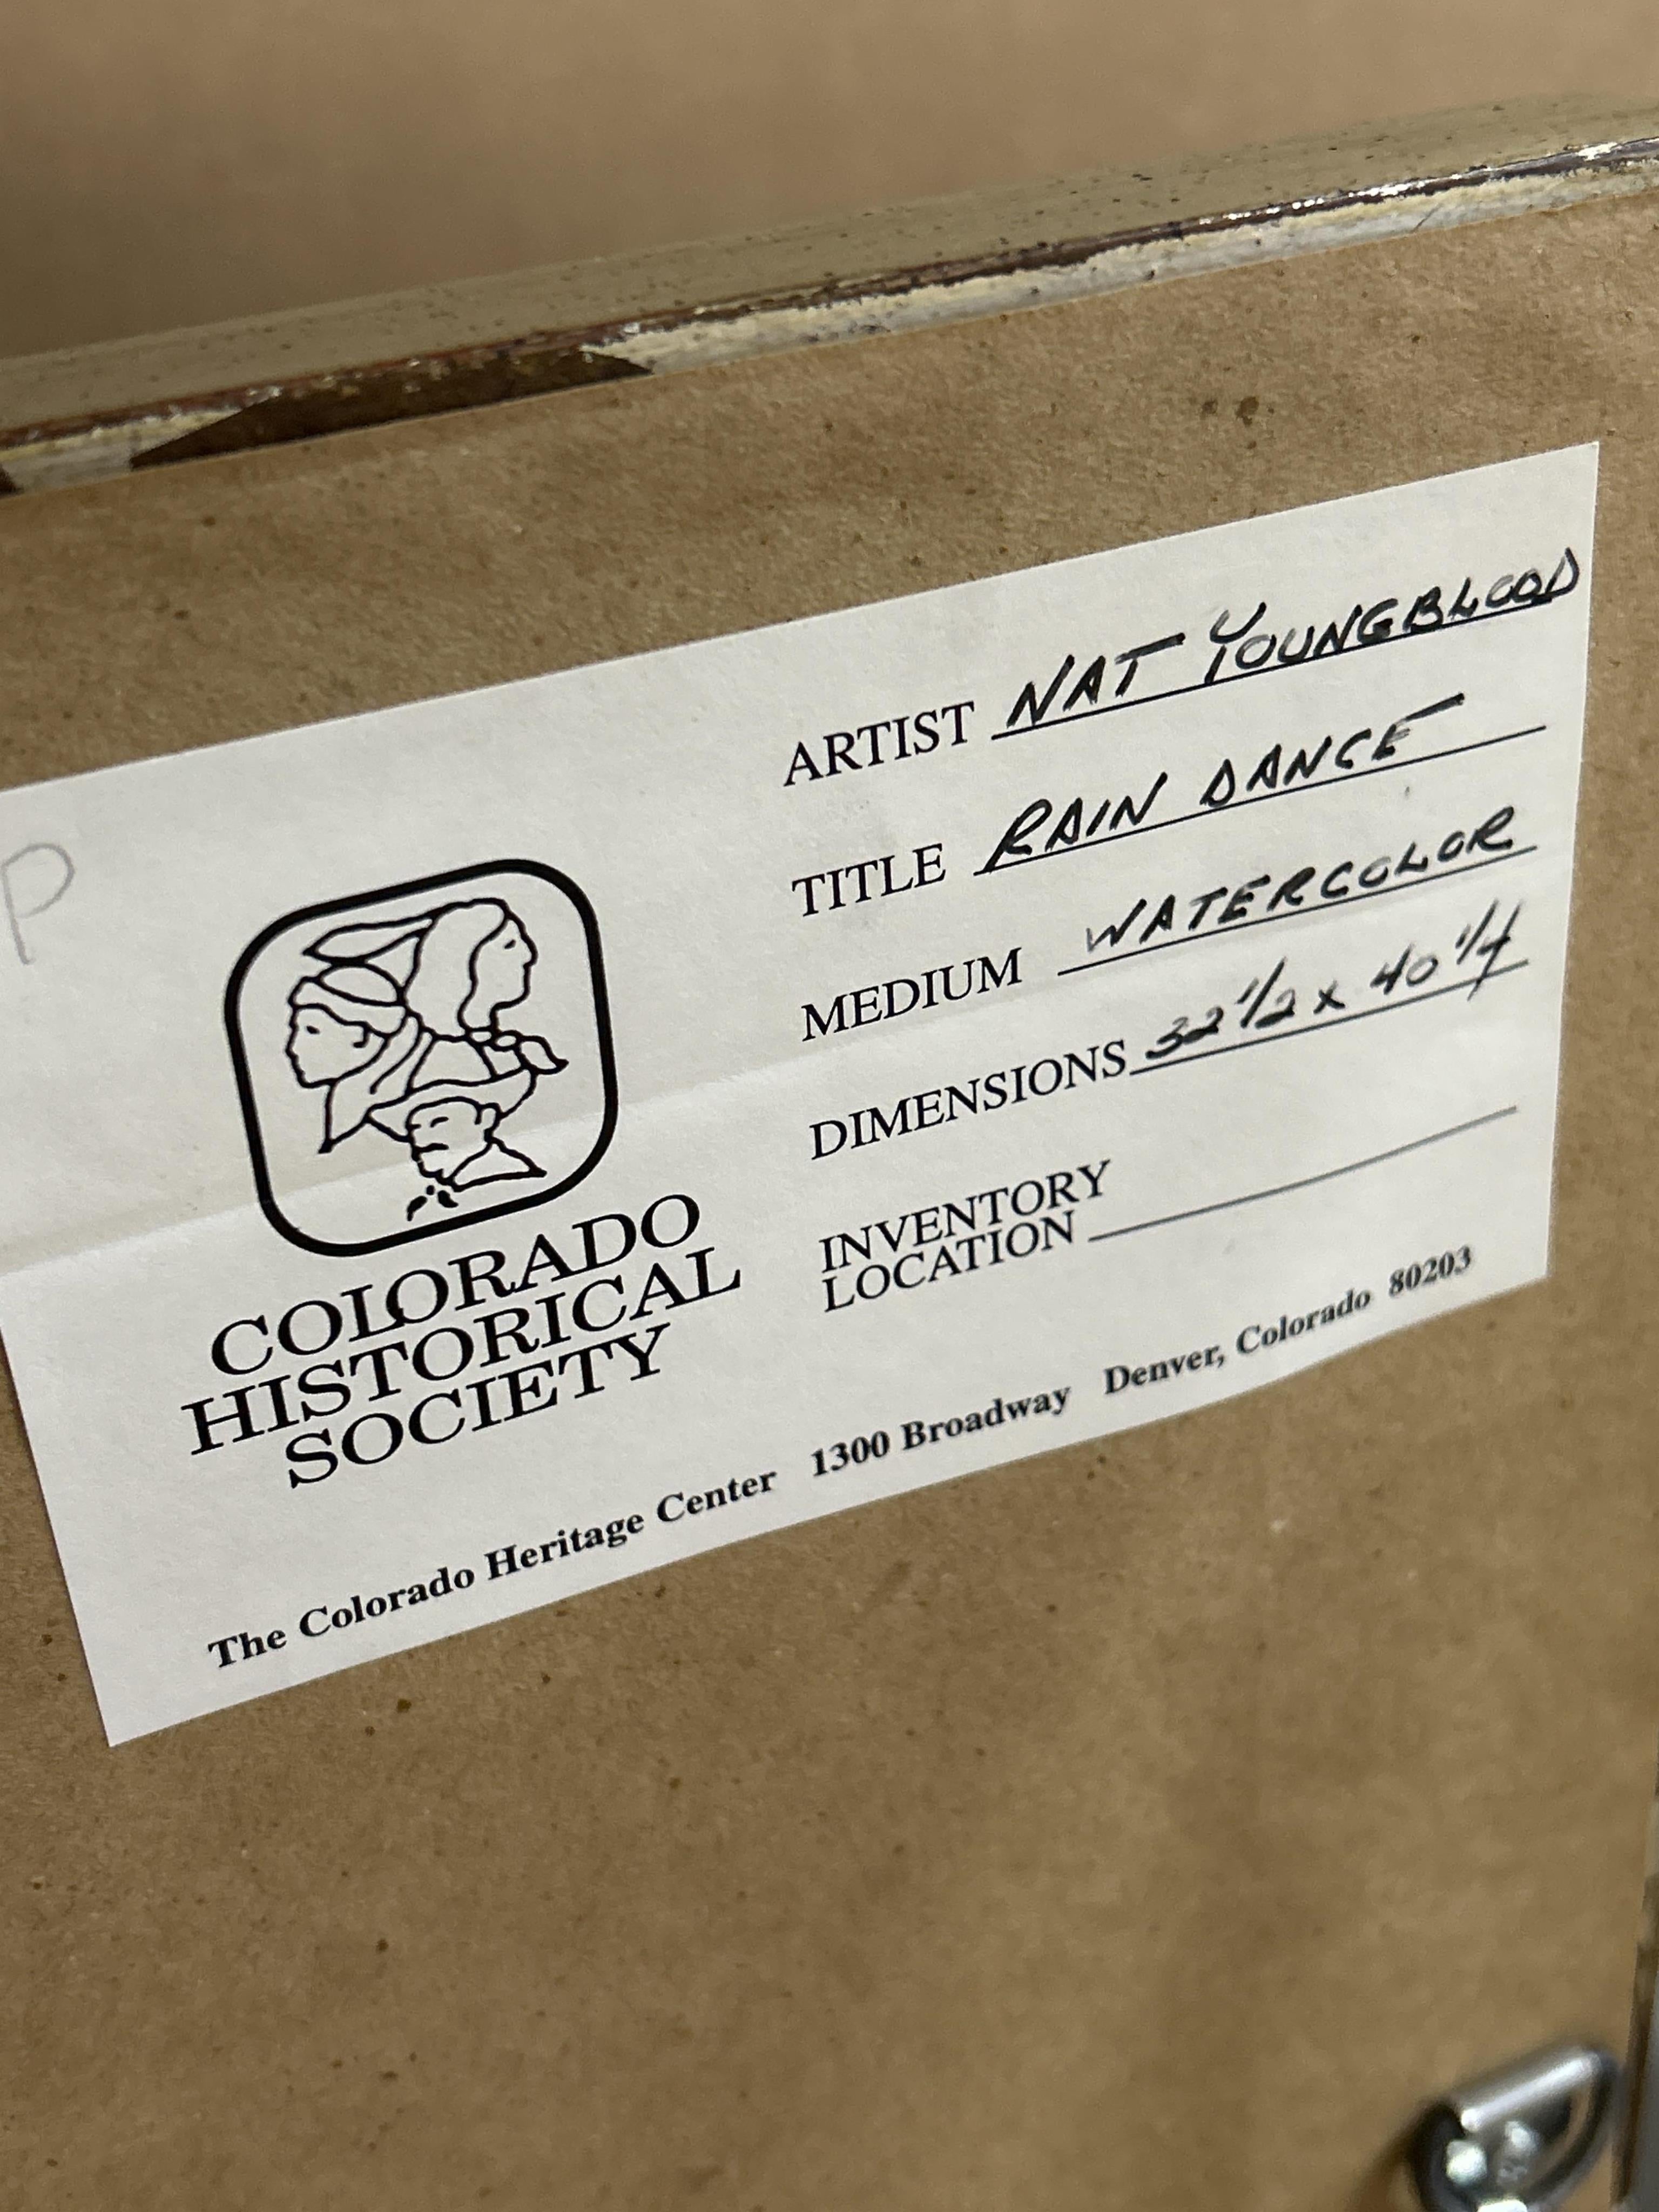 P
ARTIST NAT YOUNGBLOOD
TITLE RAIN DANCE
MEDIUM WATERCOLOR
DIMENSIONS 32 1/2 x 40 1/4
INVENTORY
LOCATION
COLORADO
HISTORICAL
SOCIETY
The Colorado Heritage Center 1300 Broadway Denver, Colorado 80203